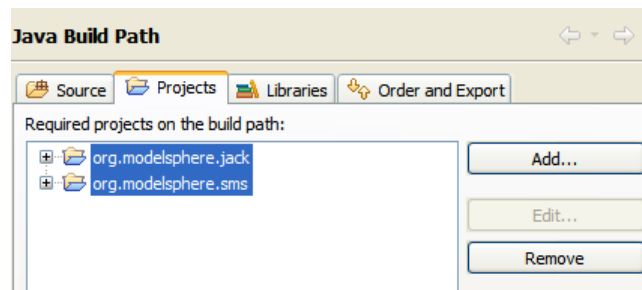 Java Build Path
Source Projects Libraries Order and Export
Required projects on the build path:
org.modelsphere.jack
org.modelsphere.sms
Add...
Edit...
Remove